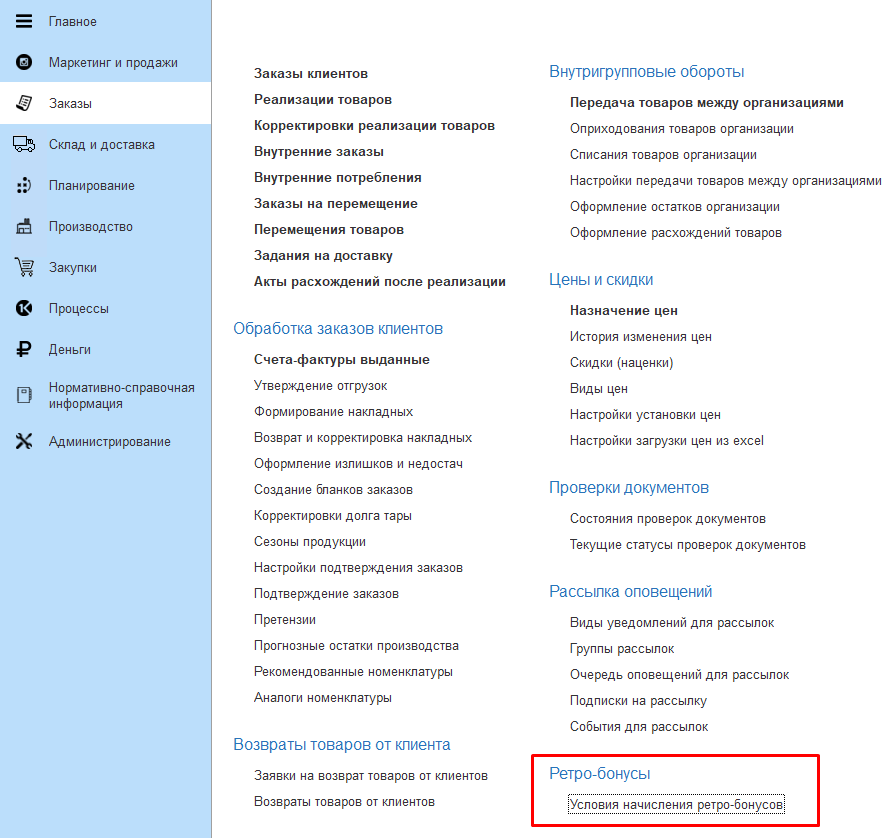 Главное
Маркетинг и продажи
Заказы
Склад и доставка
Планирование
Производство
Закупки
Процессы
Деньги
Нормативно-справочная
информация
Администрирование
Заказы клиентов
Реализации товаров
Корректировки реализации товаров
Внутренние заказы
Внутренние потребления
Заказы на перемещение
Перемещения товаров
Задания на доставку
Акты расхождений после реализации
Обработка заказов клиентов
Счета-фактуры выданные
Утверждение отгрузок
Формирование накладных
Возврат и корректировка накладных
Оформление излишков и недостач
Создание бланков заказов
Корректировки долга тары
Сезоны продукции
Настройки подтверждения заказов
Подтверждение заказов
Претензии
Прогнозные остатки производства
Рекомендованные номенклатуры
Аналоги номенклатуры
Возвраты товаров от клиента
Заявки на возврат товаров от клиентов
Возвраты товаров от клиентов
Внутригрупповые обороты
Передача товаров между организациями
Оприходования товаров организации
Списания товаров организации
Настройки передачи товаров между организациями
Оформление остатков организации
Оформление расхождений товаров
Цены и скидки
Назначение цен
История изменения цен
Скидки (наценки)
Виды цен
Настройки установки цен
Настройки загрузки цен из excel
Проверки документов
Состояния проверок документов
Текущие статусы проверок документов
Рассылка оповещений
Виды уведомлений для рассылок
Группы рассылок
Очередь оповещений для рассылок
Подписки на рассылку
События для рассылок
Ретро-бонусы
Условия начисления ретро-бонусов